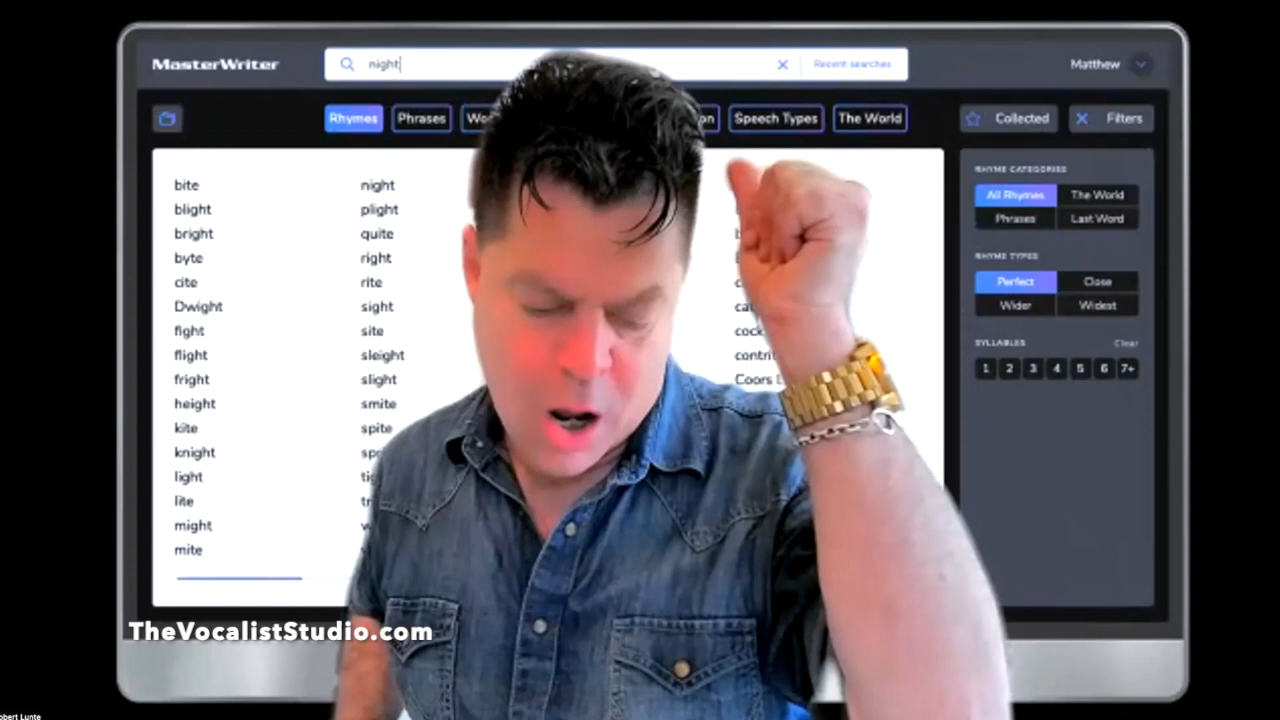 MasterWriter
night
Recent searches
Matthew
Rhymes
Phrases
Speech Types
The World
Collected
Filters
bite
blight
bright
byte
cite
Dwight
fight
flight
fright
height
kite
knight
light
lite
might
mite
night
plight
quite
right
rite
sight
site
sleight
slight
smite
spite
Coors
RHYME CATEGORIES
All Rhymes
The World
Phrases
Last Word
RHYME TYPES
Perfect
Close
Wider
Widest
SYLLABLES
Clear
1 2 3 4 5 6 7+
TheVocalistStudio.com
obert Lunte